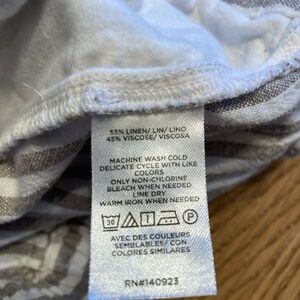 55% LINEN/ LIN/ LINO
45% VISCOSE/ VISCOSA
MACHINE WASH COLD
DELICATE CYCLE WITH LIKE
COLORS
ONLY NON-CHLORINE
BLEACH WHEN NEEDED
LINE DRY
WARM IRON WHEN NEEDED
30 P
AVEC DES COULEURS
SEMBLABLES/ CON
COLORES SIMILARES
RN#140923